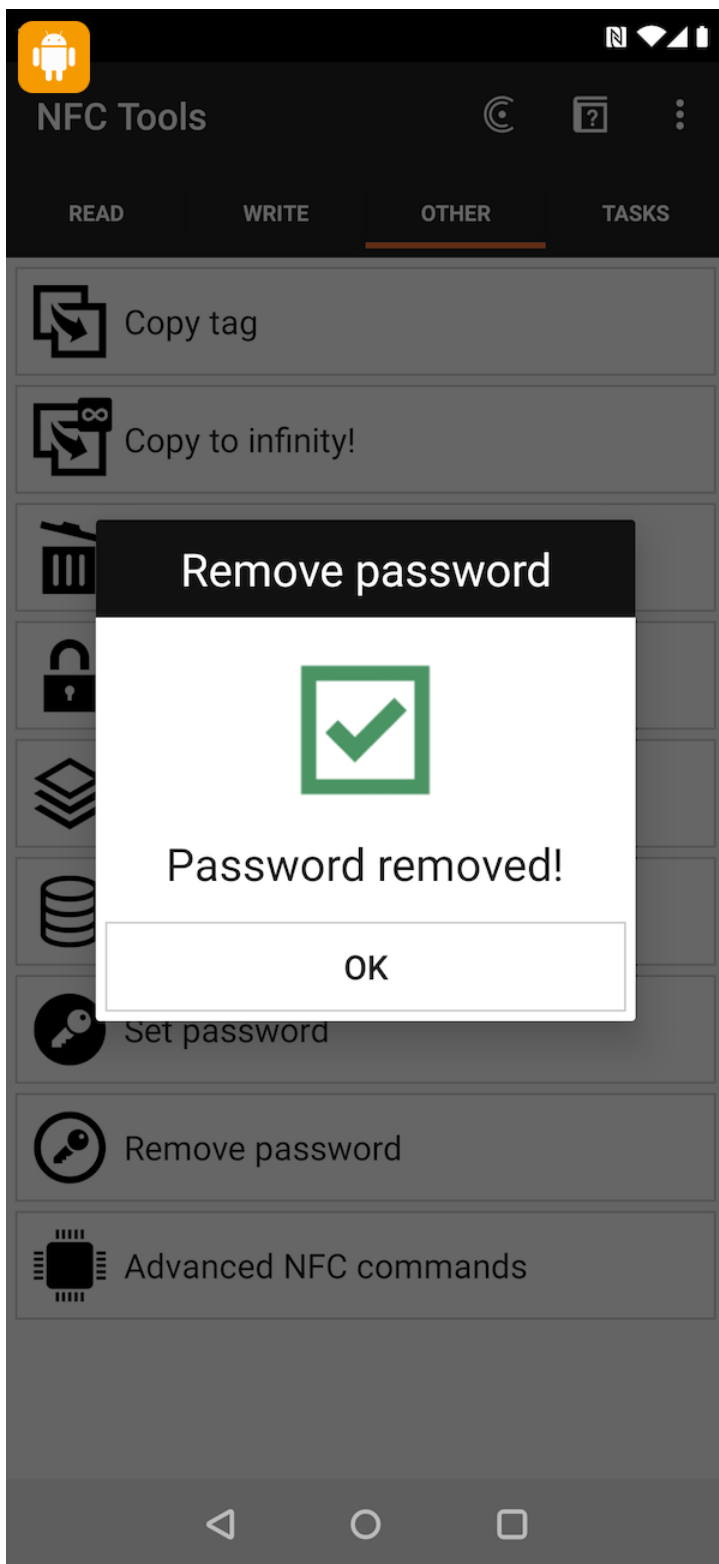 NFC Tools
READ WRITE OTHER TASKS
Copy tag
Copy to infinity!
Remove password
Password removed!
OK
Set password
Remove password
Advanced NFC commands